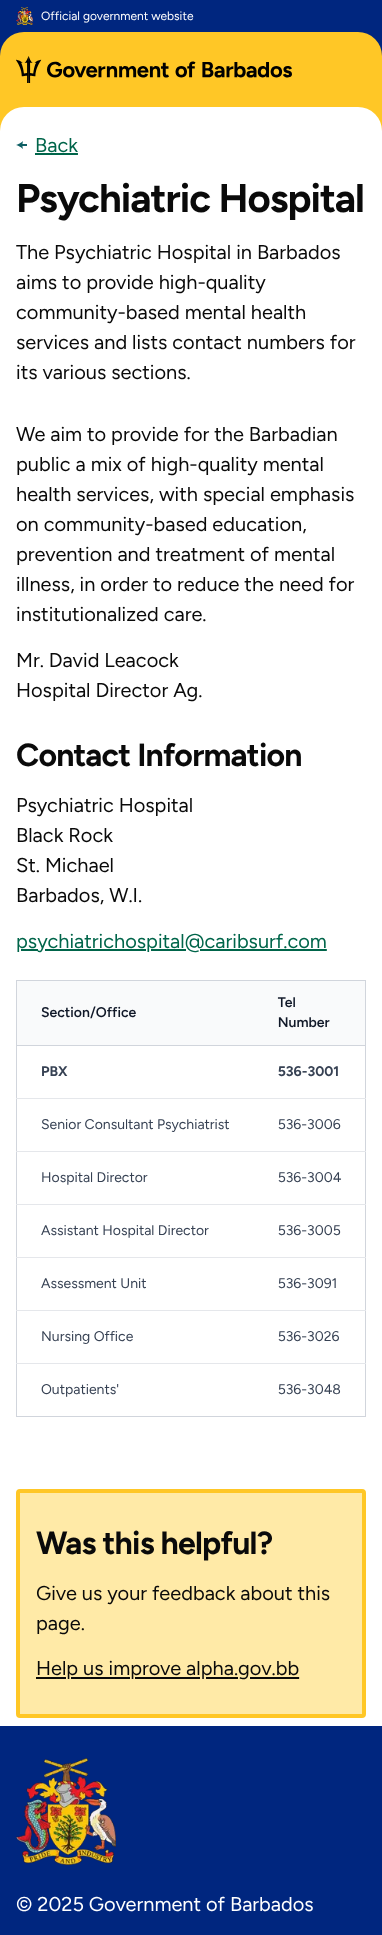 Official government website
Government of Barbados
Back
Psychiatric Hospital
The Psychiatric Hospital in Barbados
aims to provide high-quality
community-based mental health
services and lists contact numbers for
its various sections.
We aim to provide for the Barbadian
public a mix of high-quality mental
health services, with special emphasis
on community-based education,
prevention and treatment of mental
illness, in order to reduce the need for
institutionalized care.
Mr. David Leacock
Hospital Director Ag.
Contact Information
Psychiatric Hospital
Black Rock
St. Michael
Barbados, W.I.
psychiatrichospital@caribsurf.com
Section/Office Tel Number
PBX 536-3001
Senior Consultant Psychiatrist 536-3006
Hospital Director 536-3004
Assistant Hospital Director 536-3005
Assessment Unit 536-3091
Nursing Office 536-3026
Outpatients' 536-3048
Was this helpful?
Give us your feedback about this
page.
Help us improve alpha.gov.bb
PRIDE AND INDUSTRY
© 2025 Government of Barbados